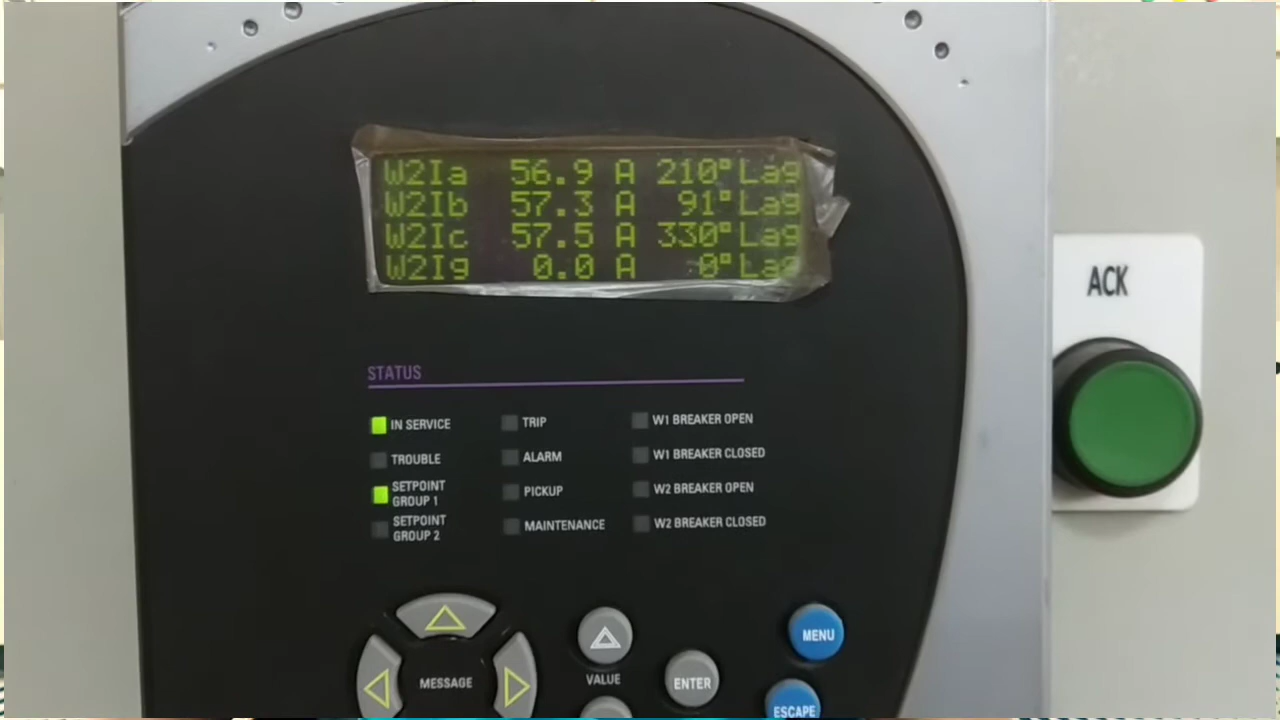 W2Ia 56.9 A 210° Lag
W2Ib 57.3 A 91° Lag
W2Ic 57.5 A 330° Lag
W2Ig 0.0 A 0° Lag
ACK
STATUS
IN SERVICE
TROUBLE
SETPOINT
GROUP 1
SETPOINT
GROUP 2
TRIP
ALARM
PICKUP
MAINTENANCE
W1 BREAKER OPEN
W1 BREAKER CLOSED
W2 BREAKER OPEN
W2 BREAKER CLOSED
MESSAGE
VALUE
ENTER
MENU
ESCAPE